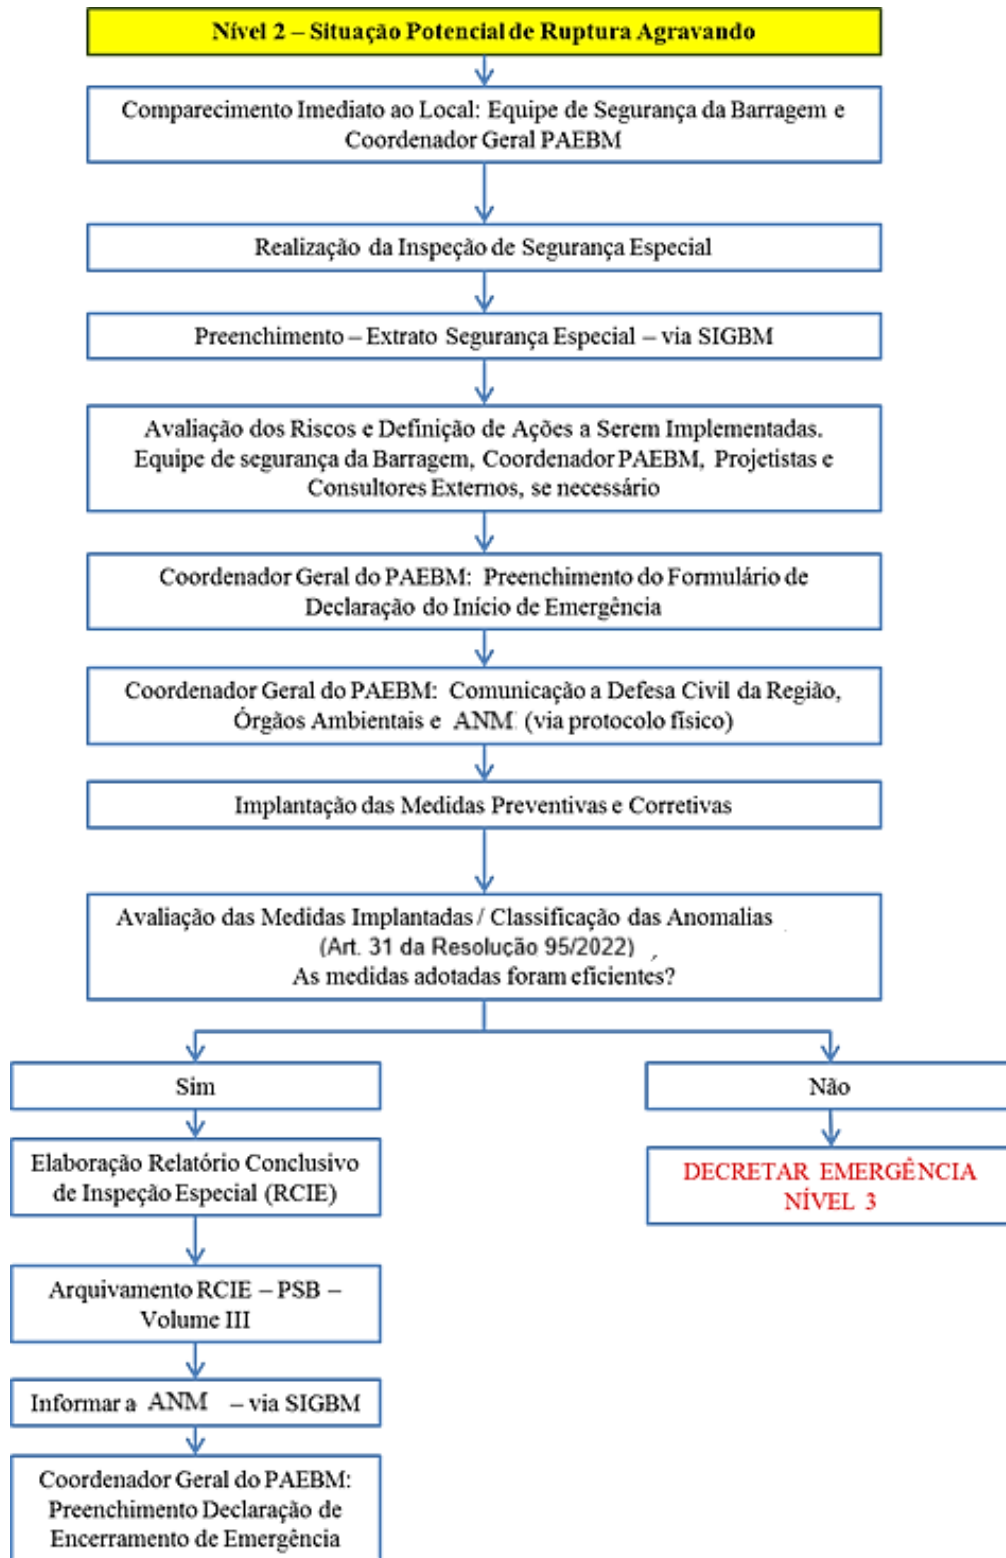 Nível 2 – Situação Potencial de Ruptura Agravando
Comparecimento Imediato ao Local: Equipe de Segurança da Barragem e
Coordenador Geral PAEBM
Realização da Inspeção de Segurança Especial
Preenchimento – Extrato Segurança Especial – via SIGBM
Avaliação dos Riscos e Definição de Ações a Serem Implementadas.
Equipe de segurança da Barragem, Coordenador PAEBM, Projetistas e
Consultores Externos, se necessário
Coordenador Geral do PAEBM: Preenchimento do Formulário de
Declaração do Início de Emergência
Coordenador Geral do PAEBM: Comunicação a Defesa Civil da Região,
Órgãos Ambientais e ANM (via protocolo físico)
Implantação das Medidas Preventivas e Corretivas
Avaliação das Medidas Implantadas / Classificação das Anomalias
(Art. 31 da Resolução 95/2022)
As medidas adotadas foram eficientes?
Sim
Não
Elaboração Relatório Conclusivo
de Inspeção Especial (RCIE)
DECRETAR EMERGÊNCIA
NÍVEL 3
Arquivamento RCIE – PSB –
Volume III
Informar a ANM – via SIGBM
Coordenador Geral do PAEBM:
Preenchimento Declaração de
Encerramento de Emergência